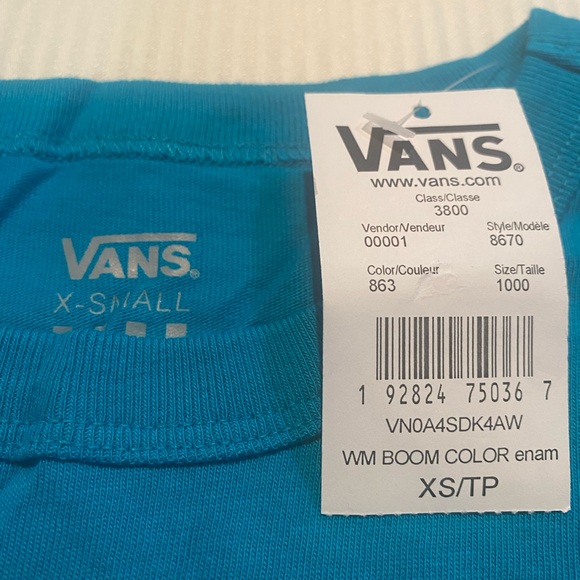 VANS
X-SMALL
VANS
www.vans.com
Class/Classe
3800
Vendor/Vendeur Style/Modèle
00001 8670
Color/Couleur Size/Taille
863 1000
1 92824 75036 7
VN0A4SDK4AW
WM BOOM COLOR enam
XS/TP